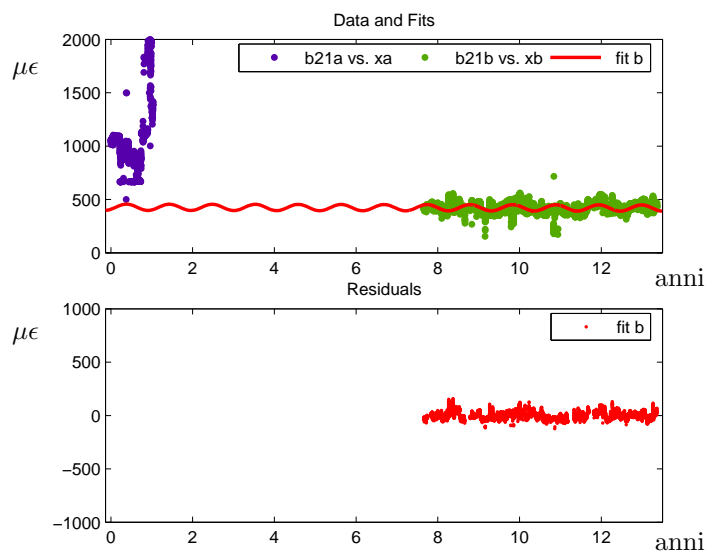 Data and Fits
b21a vs. xa b21b vs. xb fit b
με
2000
1500
1000
500
0
0 2 4 6 8 10 12
anni
Residuals
fit b
με
1000
500
0
−500
−1000
0 2 4 6 8 10 12
anni